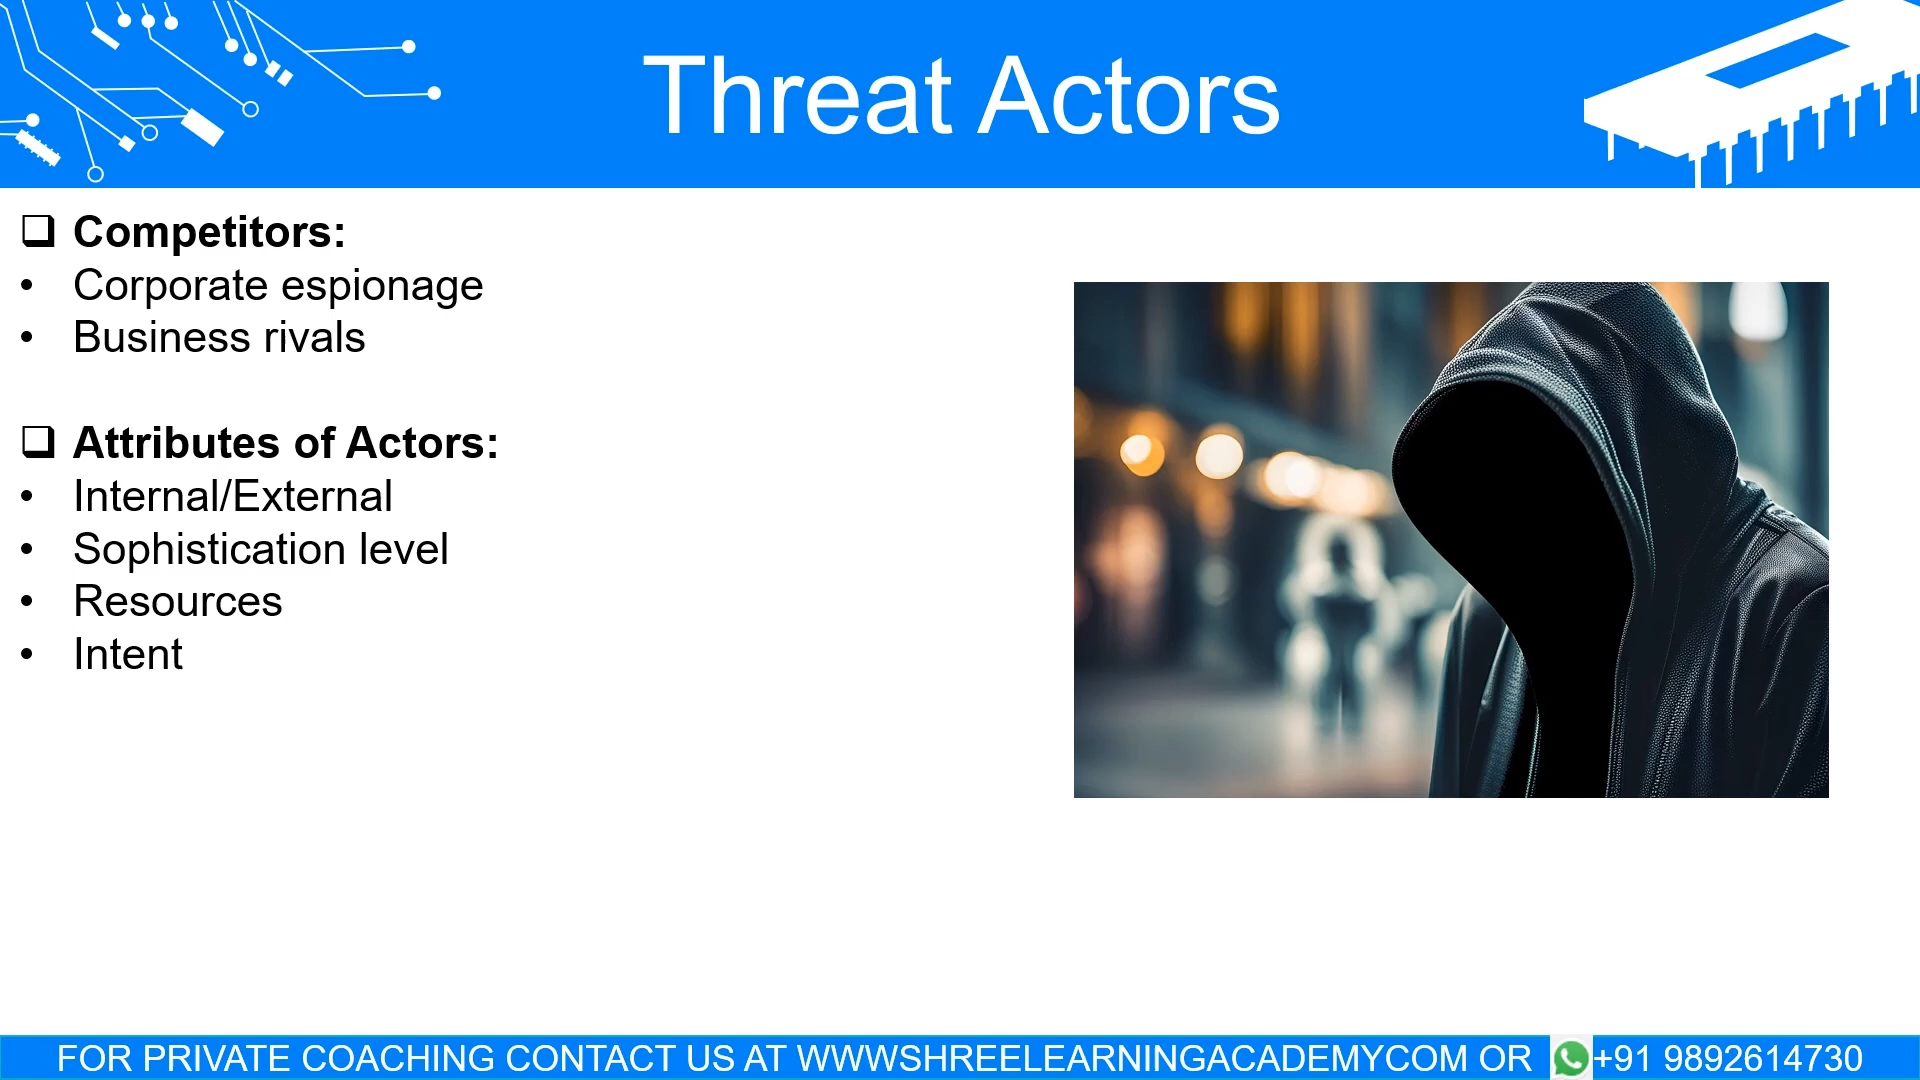 Threat Actors
❑ Competitors:
• Corporate espionage
• Business rivals
❑ Attributes of Actors:
• Internal/External
• Sophistication level
• Resources
• Intent
FOR PRIVATE COACHING CONTACT US AT WWWSHREELEARNINGACADEMYCOM OR +91 9892614730